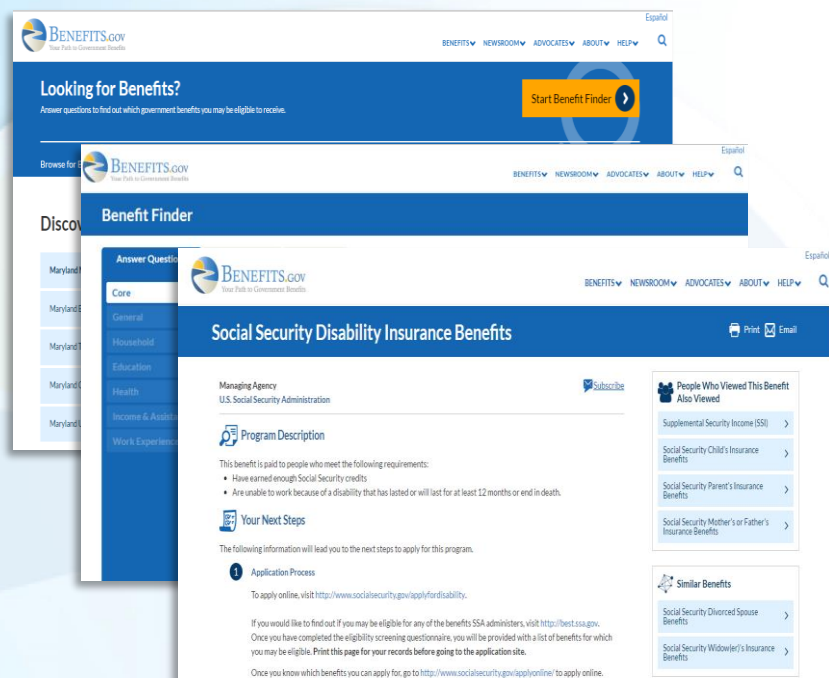 Español
BENEFITS.GOV
Your Path to Government Benefits
BENEFITS NEWSROOM ADVOCATES ABOUT HELP
Looking for Benefits?
Answer questions to find out which government benefits you may be eligible to receive.
Start Benefit Finder
Browse for
Discov
Maryland
Maryland
Maryland
Maryland
Maryland
Español
BENEFITS.GOV
Your Path to Government Benefits
BENEFITS NEWSROOM ADVOCATES ABOUT HELP
Benefit Finder
Answer Questio
Core
General
Household
Education
Health
Income & Assista
Work Experience
Español
BENEFITS.GOV
Your Path to Government Benefits
BENEFITS NEWSROOM ADVOCATES ABOUT HELP
Social Security Disability Insurance Benefits
Print Email
Managing Agency
U.S. Social Security Administration
Subscribe
Program Description
This benefit is paid to people who meet the following requirements:
• Have earned enough Social Security credits
• Are unable to work because of a disability that has lasted or will last for at least 12 months or end in death.
Your Next Steps
The following information will lead you to the next steps to apply for this program.
1 Application Process
To apply online, visit http://www.socialsecurity.gov/applyfordisability.
If you would like to find out if you may be eligible for any of the benefits SSA administers, visit http://best.ssa.gov.
Once you have completed the eligibility screening questionnaire, you will be provided with a list of benefits for which
you may be eligible. Print this page for your records before going to the application site.
Once you know which benefits you can apply for, go to http://www.socialsecurity.gov/applyonline/ to apply online.
People Who Viewed This Benefit
Also Viewed
Supplemental Security Income (SSI)
Social Security Child's Insurance
Benefits
Social Security Parent's Insurance
Benefits
Social Security Mother's or Father's
Insurance Benefits
Similar Benefits
Social Security Divorced Spouse
Benefits
Social Security Widow(er)'s Insurance
Benefits